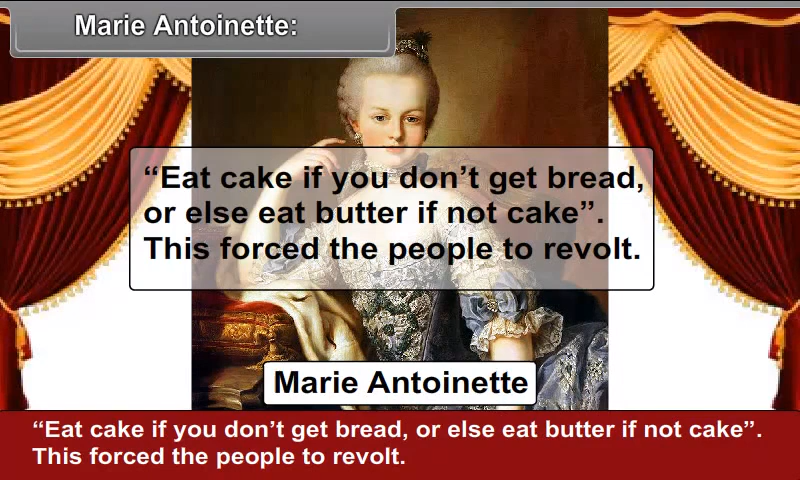 Marie Antoinette:
“Eat cake if you don’t get bread,
or else eat butter if not cake”.
This forced the people to revolt.
Marie Antoinette
“Eat cake if you don’t get bread, or else eat butter if not cake”.
This forced the people to revolt.